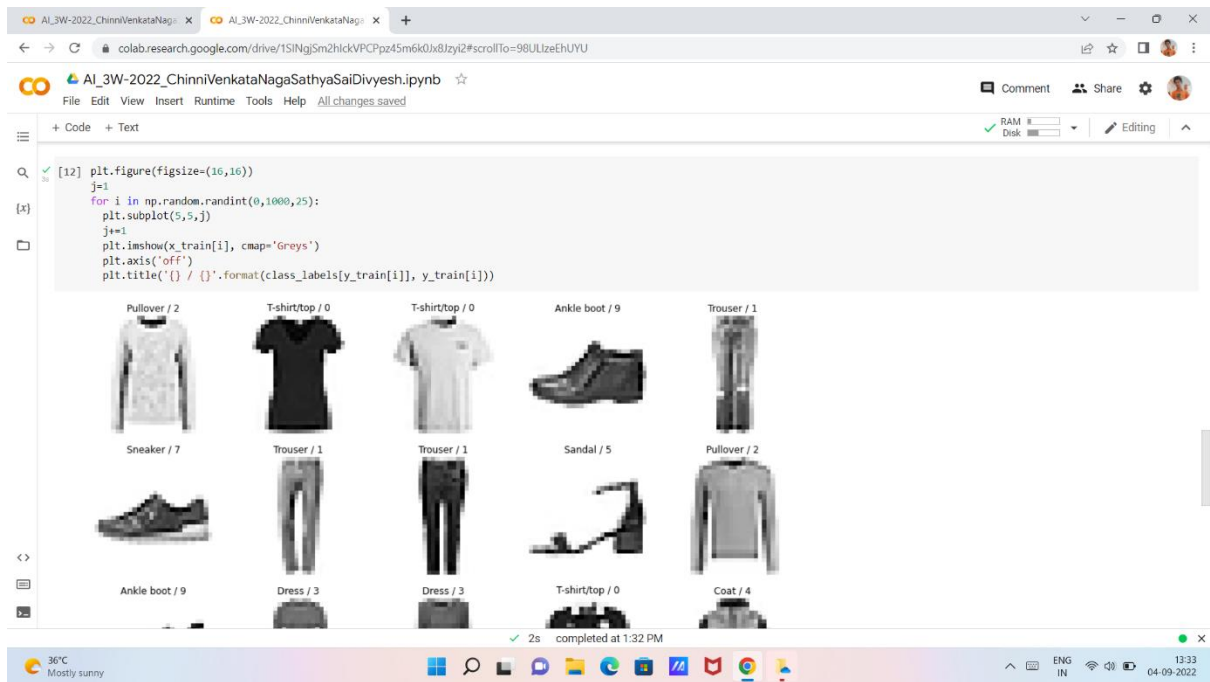 AI_3W-2022_ChinniVenkataNaga
AI_3W-2022_ChinniVenkataNaga
colab.research.google.com/drive/1SINgjSm2hlckVPCPpz45m6k0Jx8Jzyi2#scrollTo=98ULIzeEhUYU
AI_3W-2022_ChinniVenkataNagaSathyaSaiDivyesh.ipynb
Comment Share
File Edit View Insert Runtime Tools Help All changes saved
+ Code + Text
RAM
Disk
Editing
[12] plt.figure(figsize=(16,16))
j=1
for i in np.random.randint(0,1000,25):
plt.subplot(5,5,j)
j+=1
plt.imshow(x_train[i], cmap='Greys')
plt.axis('off')
plt.title('{} / {}'.format(class_labels[y_train[i]], y_train[i]))
{x}
Pullover / 2 T-shirt/top / 0 T-shirt/top / 0 Ankle boot / 9 Trouser / 1
Sneaker / 7 Trouser / 1 Trouser / 1 Sandal / 5 Pullover / 2
Ankle boot / 9 Dress / 3 Dress / 3 T-shirt/top / 0 Coat / 4
2s completed at 1:32 PM
36°C
Mostly sunny
ENG
IN
13:33
04-09-2022